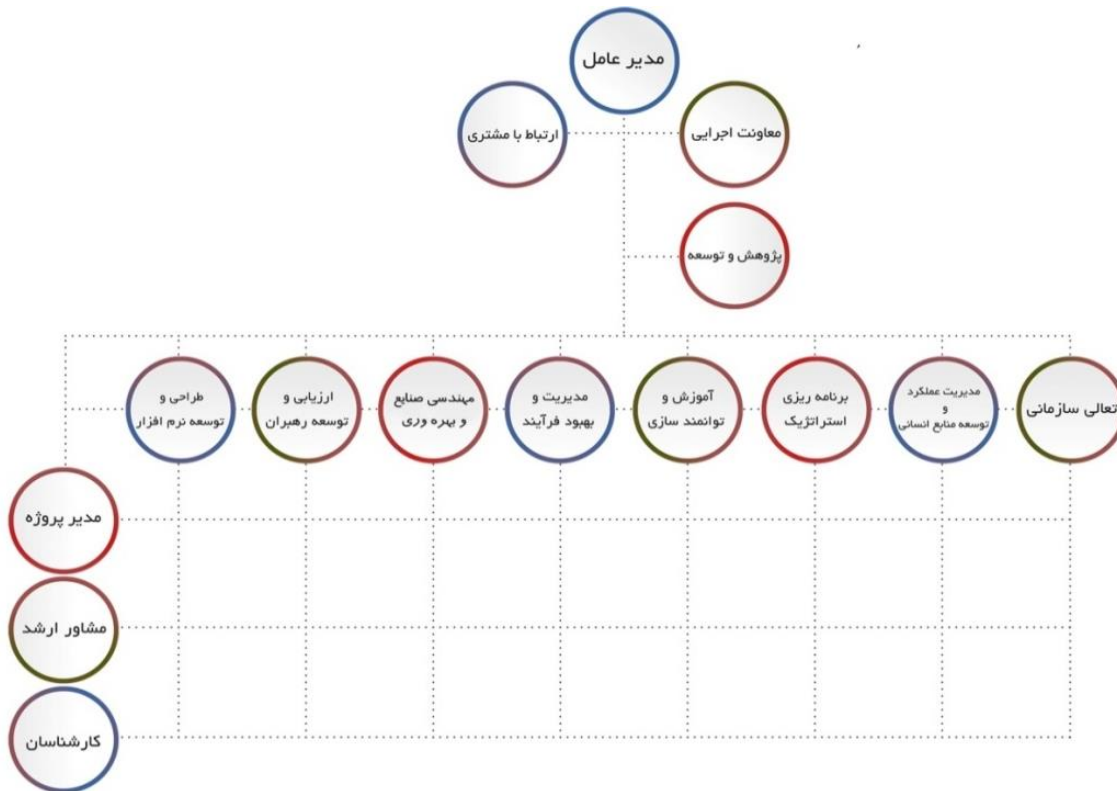 مدیر عامل
معاونت اجرایی
ارتباط با مشتری
پژوهش و توسعه
تعالی سازمانی
مدیریت عملکرد
و
توسعه منابع انسانی
برنامه ریزی
استراتژیک
آموزش و
توانمند سازی
مدیریت و
بهبود فرآیند
مهندسی صنایع
و بهره وری
ارزیابی و
توسعه رهبران
طراحی و
توسعه نرم افزار
مدیر پروژه
مشاور ارشد
کارشناسان